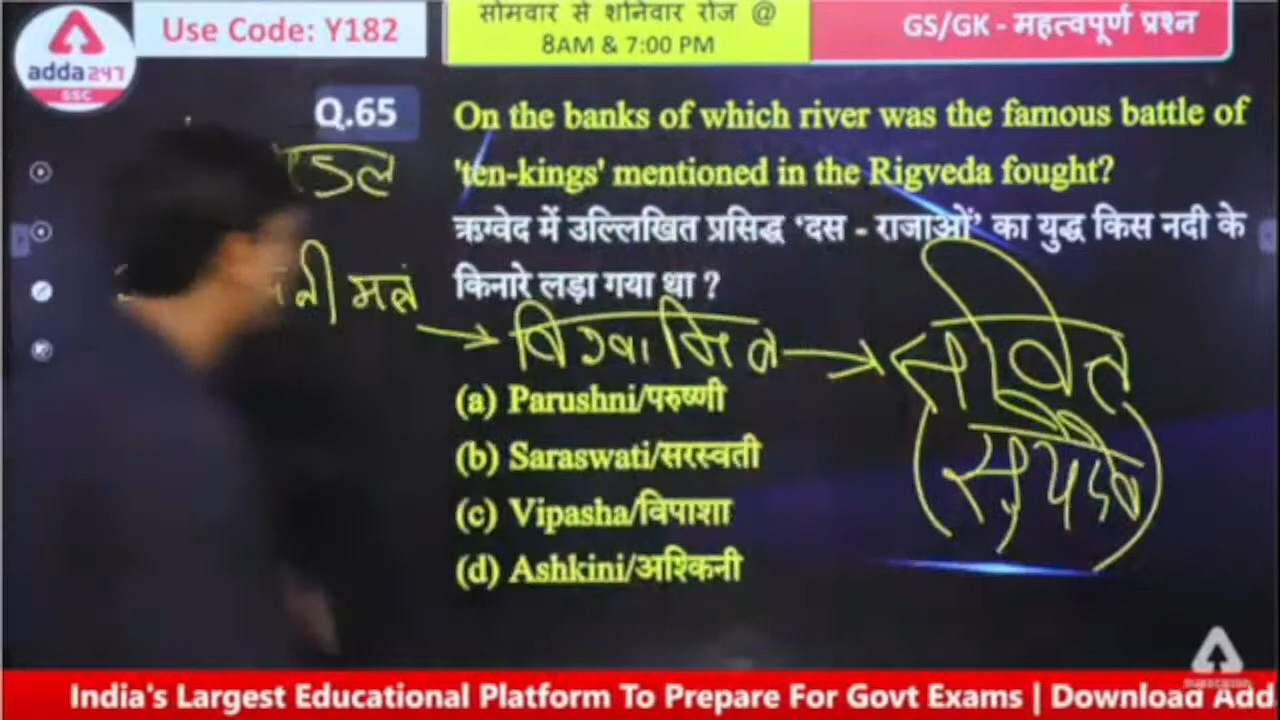 Use Code: Y182
सोमवार से शनिवार रोज @
8AM & 7:00 PM
GS/GK - महत्वपूर्ण प्रश्न
adda247
SSC
Q.65
On the banks of which river was the famous battle of
'ten-kings' mentioned in the Rigveda fought?
ऋग्वेद में उल्लिखित प्रसिद्ध ‘दस - राजाओं’ का युद्ध किस नदी के
किनारे लड़ा गया था ?
(a) Parushni/परुष्णी
(b) Saraswati/सरस्वती
(c) Vipasha/विपाशा
(d) Ashkini/अश्किनी
India's Largest Educational Platform To Prepare For Govt Exams | Download Add